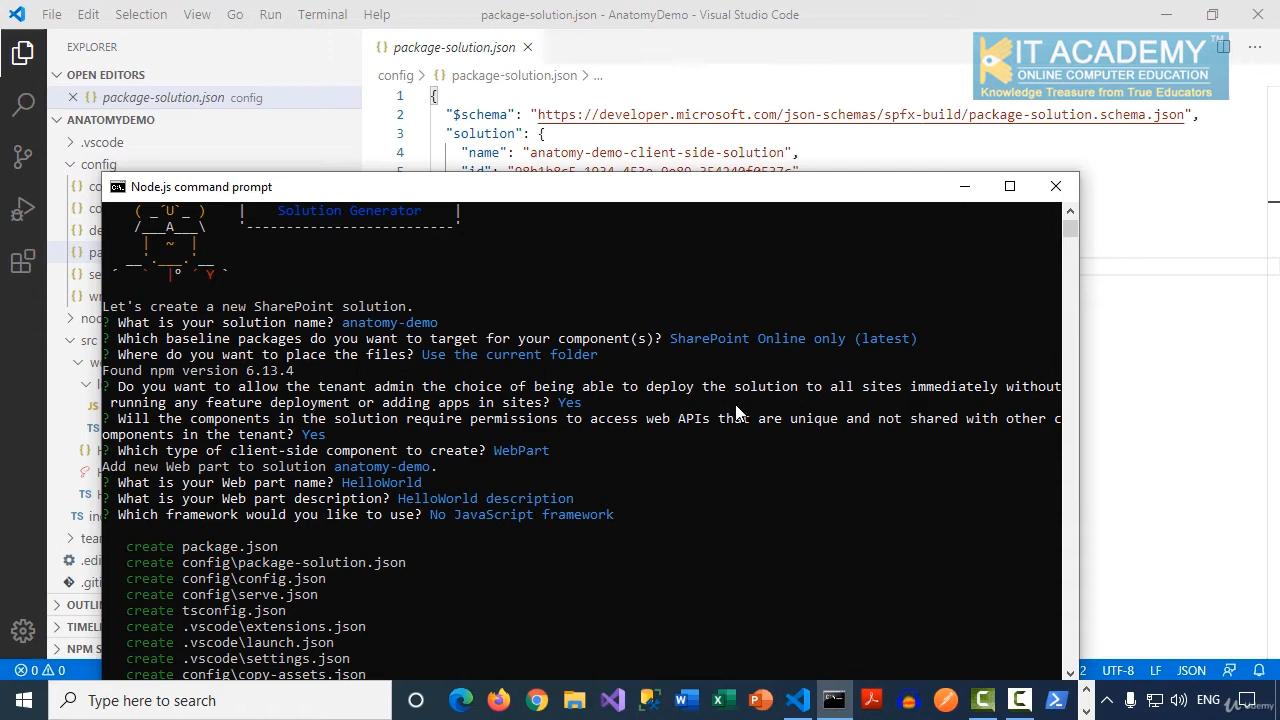 File Edit Selection View Go Run Terminal Help
package-solution.json - AnatomyDemo - Visual Studio Code
EXPLORER
OPEN EDITORS
package-solution.json config
ANATOMYDEMO
.vscode
config
src
OUTLI
TIMEL
NPM S
package-solution.json
config > package-solution.json > ...
1 {
2 "$schema": "https://developer.microsoft.com/json-schemas/spfx-build/package-solution.schema.json",
3 "solution": {
4 "name": "anatomy-demo-client-side-solution",
KIT ACADEMY TM
ONLINE COMPUTER EDUCATION
Knowledge Treasure from True Educators
Node.js command prompt
Solution Generator
Let's create a new SharePoint solution.
? What is your solution name? anatomy-demo
? Which baseline packages do you want to target for your component(s)? SharePoint Online only (latest)
? Where do you want to place the files? Use the current folder
Found npm version 6.13.4
? Do you want to allow the tenant admin the choice of being able to deploy the solution to all sites immediately without
running any feature deployment or adding apps in sites? Yes
? Will the components in the solution require permissions to access web APIs that are unique and not shared with other c
omponents in the tenant? Yes
? Which type of client-side component to create? WebPart
Add new Web part to solution anatomy-demo.
? What is your Web part name? HelloWorld
? What is your Web part description? HelloWorld description
? Which framework would you like to use? No JavaScript framework
create package.json
create config\package-solution.json
create config\config.json
create config\serve.json
create tsconfig.json
create .vscode\extensions.json
create .vscode\launch.json
create .vscode\settings.json
create config\copy-assets.json
0 0
UTF-8 LF JSON
Type here to search
ENG
Udemy